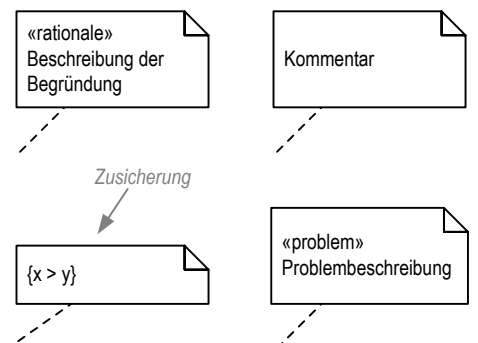 «rationale»
Beschreibung der
Begründung
Kommentar
Zusicherung
{x > y}
«problem»
Problembeschreibung